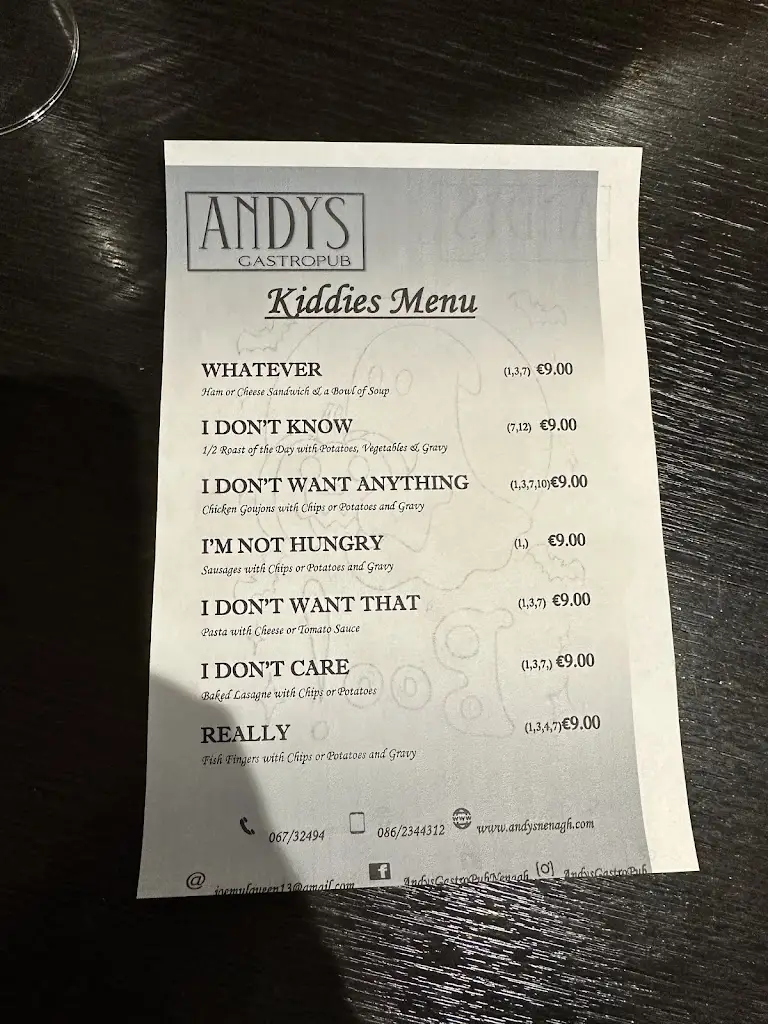 ANDYS
GASTROPUB
Kiddies Menu
WHATEVER (1,3,7) €9.00
Ham or Cheese Sandwich & a Bowl of Soup
I DON'T KNOW (7,12) €9.00
1/2 Roast of the Day with Potatoes, Vegetables & Gravy
I DON'T WANT ANYTHING (1,3,7,10) €9.00
Chicken Goujons with Chips or Potatoes and Gravy
I'M NOT HUNGRY (1,) €9.00
Sausages with Chips or Potatoes and Gravy
I DON'T WANT THAT (1,3,7) €9.00
Pasta with Cheese or Tomato Sauce
I DON'T CARE (1,3,7,) €9.00
Baked Lasagne with Chips or Potatoes
REALLY (1,3,4,7) €9.00
Fish Fingers with Chips or Potatoes and Gravy
067/32494 086/2344312 www.andysnenagh.com
@ joemulqueen13@gmail.com AndysGastroPubNenagh AndysGastroPub